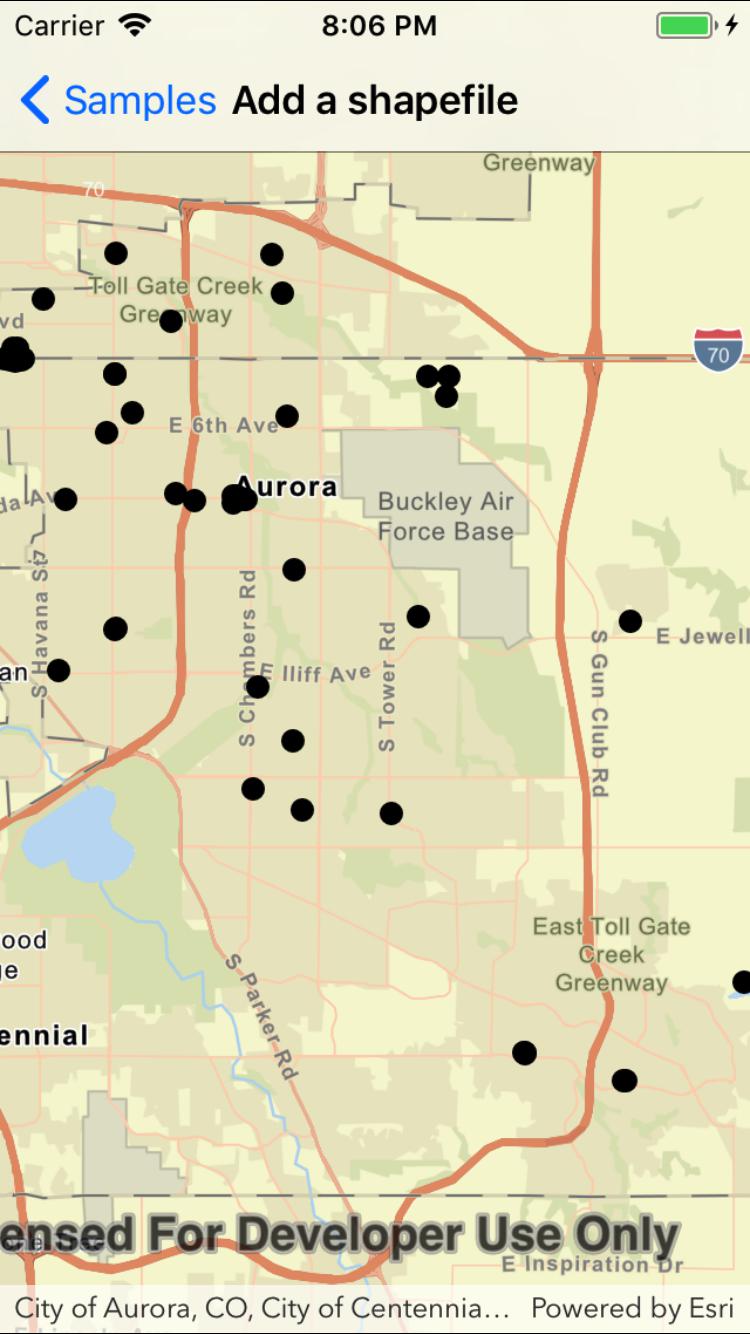 Carrier 8:06 PM
Samples Add a shapefile
Greenway
70
Toll Gate Creek
Greenway
vd
70
E 6th Ave
Aurora
da Av
Buckley Air
Force Base
S Havana St
S Chambers Rd
S Tower Rd
S Gun Club Rd
E Jewell
an
E Iliff Ave
East Toll Gate
Creek
Greenway
ood
ge
S Parker Rd
ennial
ensed For Developer Use Only
E Inspiration Dr
City of Aurora, CO, City of Centennia... Powered by Esri